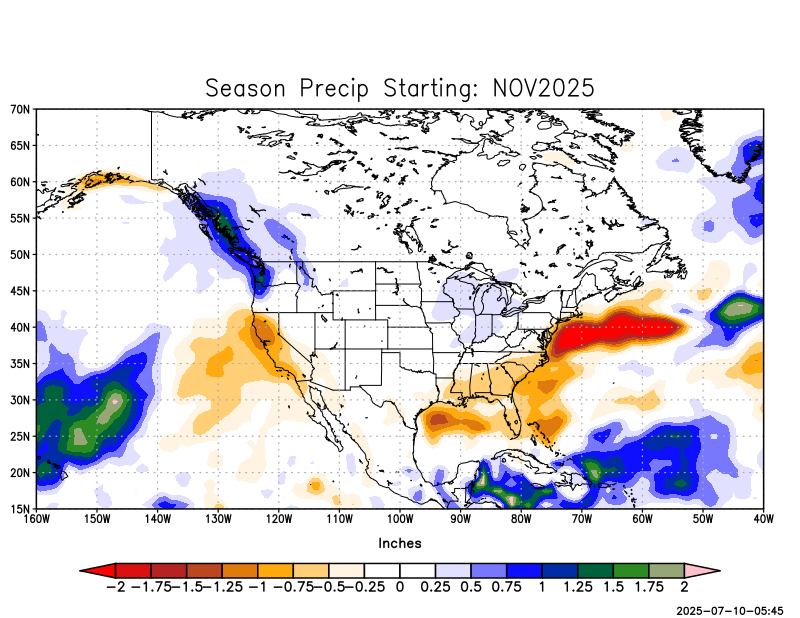 Season Precip Starting: NOV2025
70N
65N
60N
55N
50N
45N
40N
35N
30N
25N
20N
15N
160W 150W 140W 130W 120W 110W 100W 90W 80W 70W 60W 50W 40W
Inches
−2 −1.75 −1.5 −1.25 −1 −0.75 −0.5 −0.25 0 0.25 0.5 0.75 1 1.25 1.5 1.75 2
2025-07-10-05:45